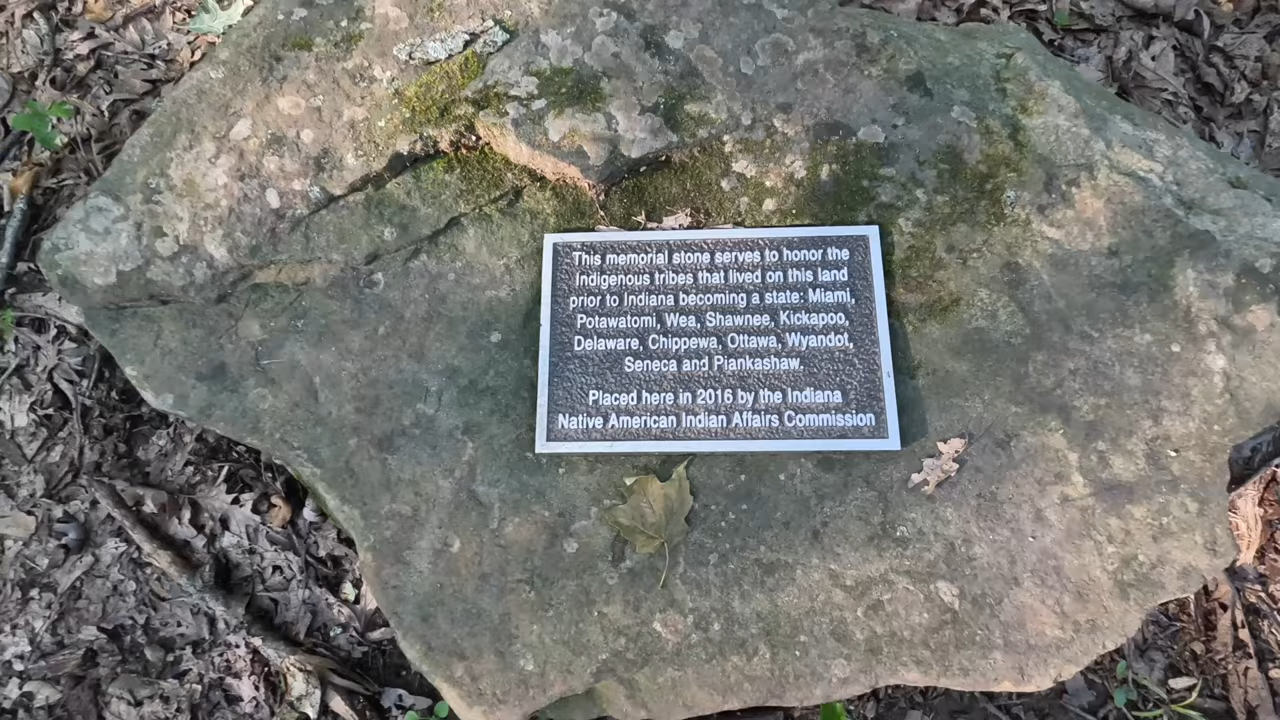 This memorial stone serves to honor the
Indigenous tribes that lived on this land
prior to Indiana becoming a state: Miami,
Potawatomi, Wea, Shawnee, Kickapoo,
Delaware, Chippewa, Ottawa, Wyandot,
Seneca and Piankashaw.
Placed here in 2016 by the Indiana
Native American Indian Affairs Commission